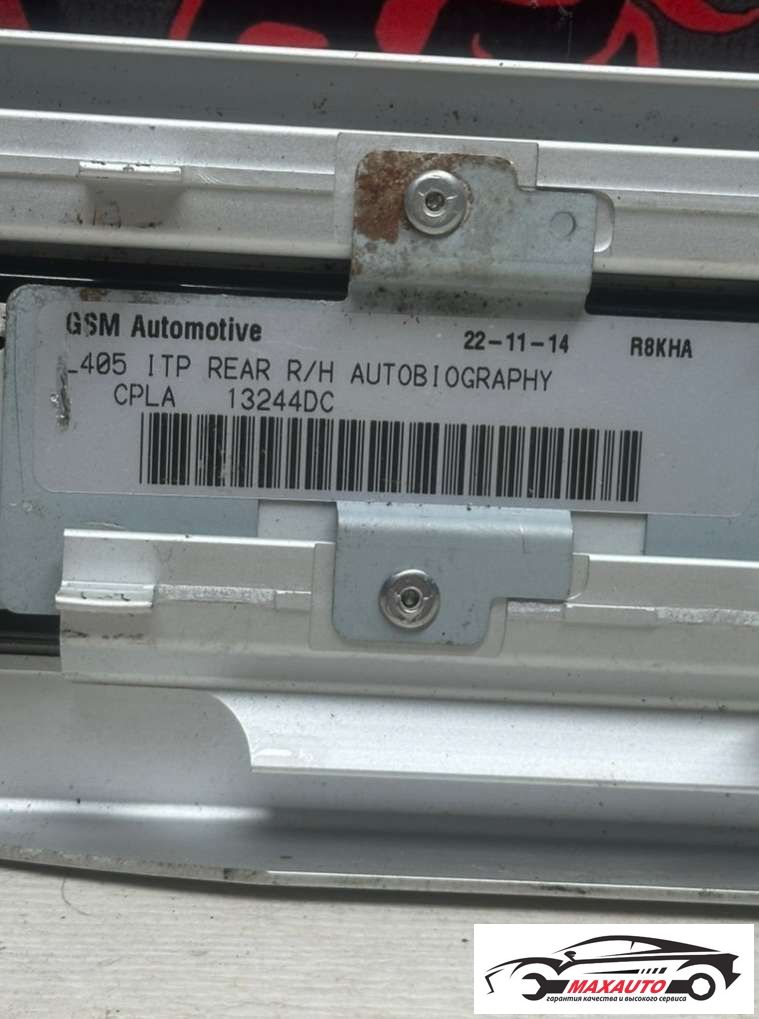 GSM Automotive 22-11-14 R8KHA
L405 ITP REAR R/H AUTOBIOGRAPHY
CPLA 13244DC
MAXAUTO
гарантия качества и высокого сервиса